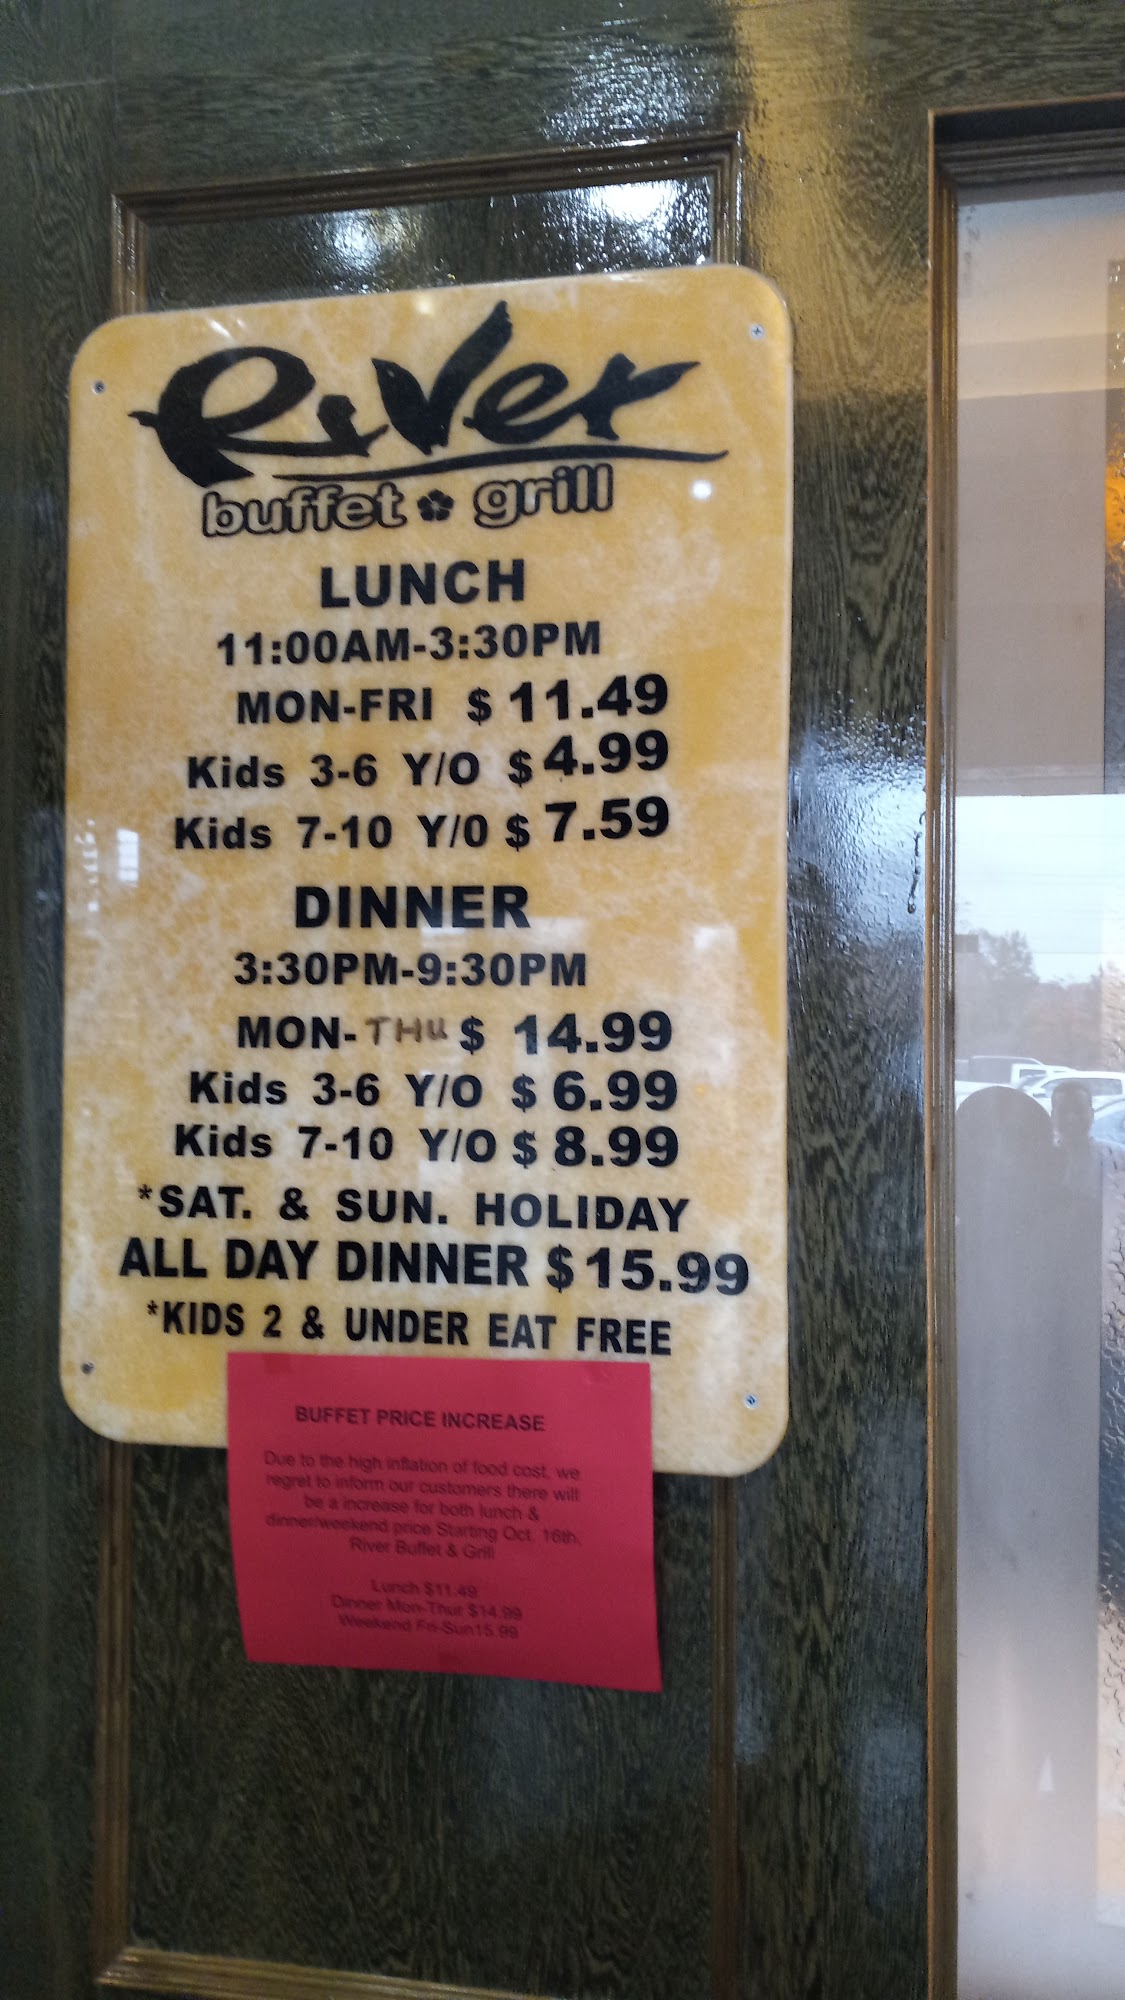 RiVer
buffet grill
LUNCH
11:00AM-3:30PM
MON-FRI $ 11.49
Kids 3-6 Y/O $ 4.99
Kids 7-10 Y/0 $ 7.59
DINNER
3:30PM-9:30PM
MON-THU $ 14.99
Kids 3-6 Y/O $ 6.99
Kids 7-10 Y/O $ 8.99
*SAT. & SUN. HOLIDAY
ALL DAY DINNER $ 15.99
*KIDS 2 & UNDER EAT FREE
BUFFET PRICE INCREASE
Due to the high inflation of food cost, we
regret to inform our customers there will
be a increase for both lunch &
dinner/weekend price Starting Oct. 16th.
River Buffet & Grill
Lunch $11.49
Dinner Mon-Thur $14.99
Weekend Fri-Sun15.99